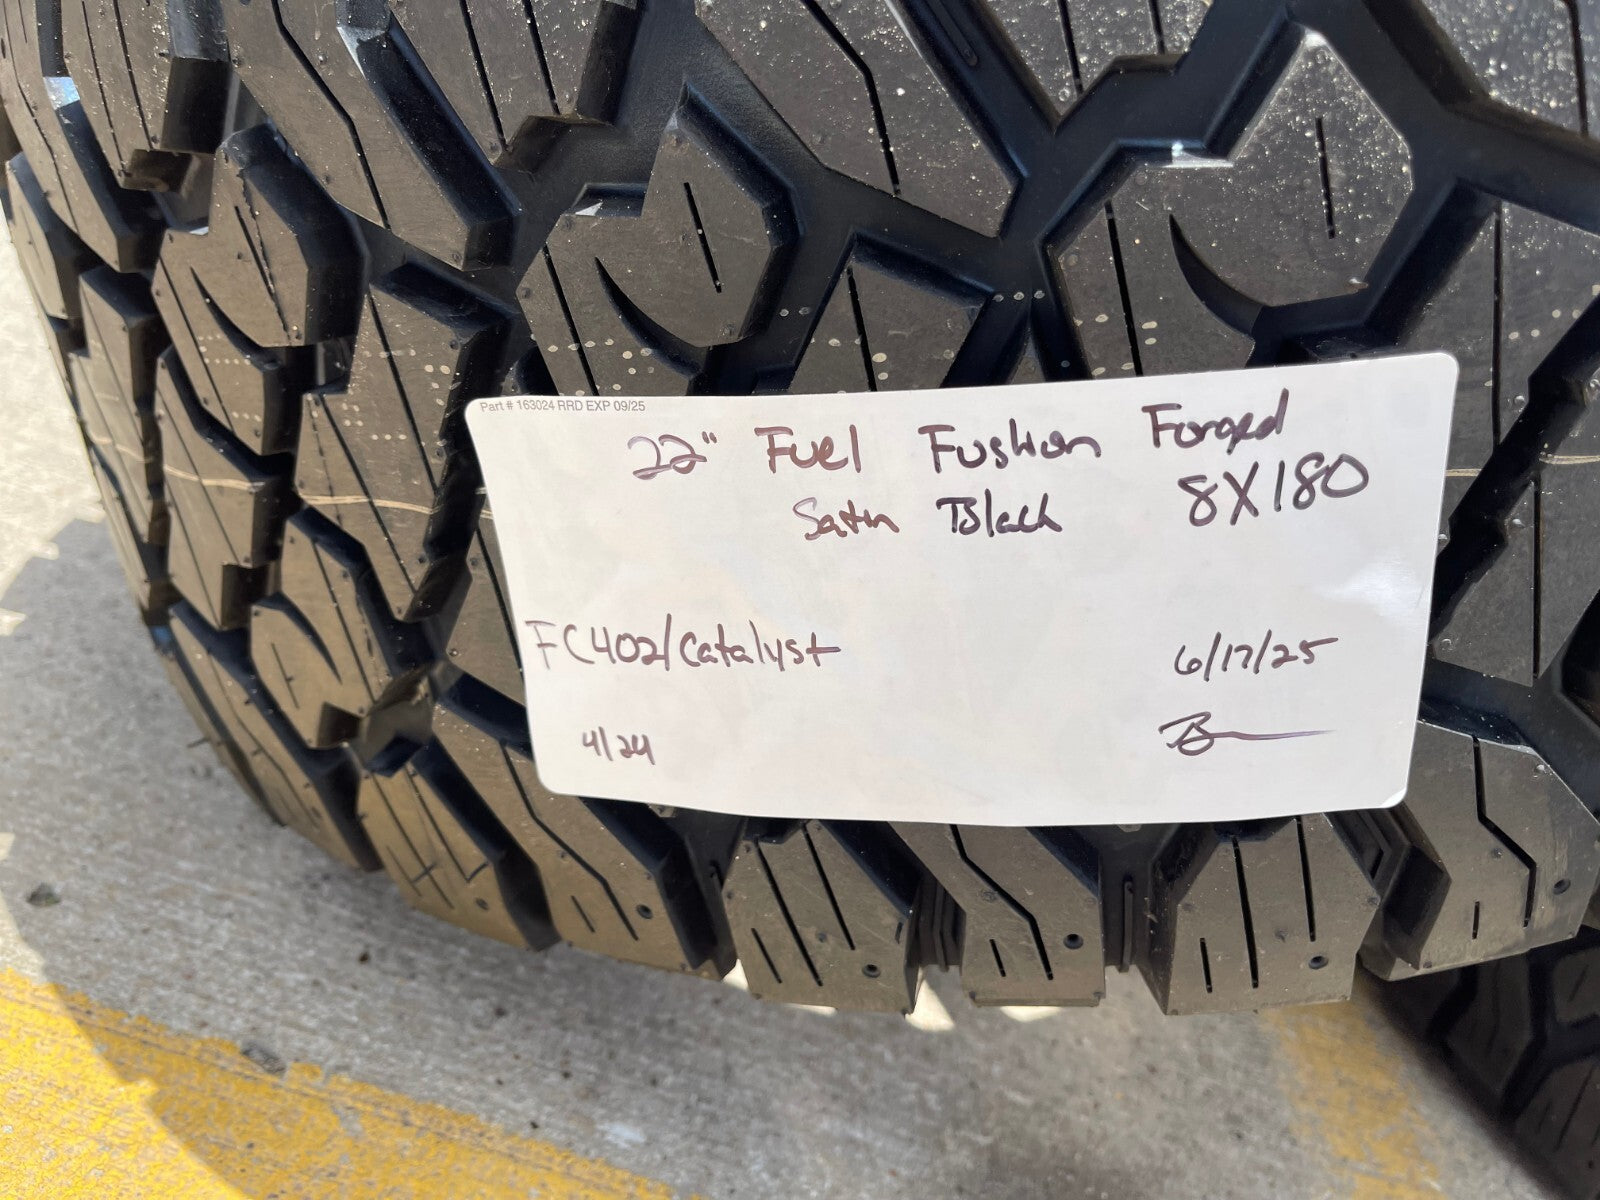 Part # 163024 RRD EXP 09/25
22" Fuel Fushion Forged
Satin Black 8X180
FC402/Catalyst 6/17/25
4/24